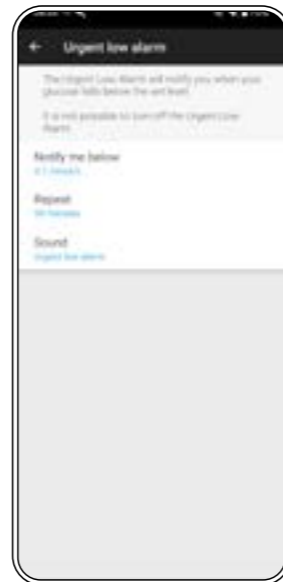 Urgent low alarm
The Urgent Low Alarm will notify you when your
glucose falls below the set level.
It is not possible to turn off the Urgent Low
Alarm.
Notify me below
Repeat
Sound
Urgent low alarm